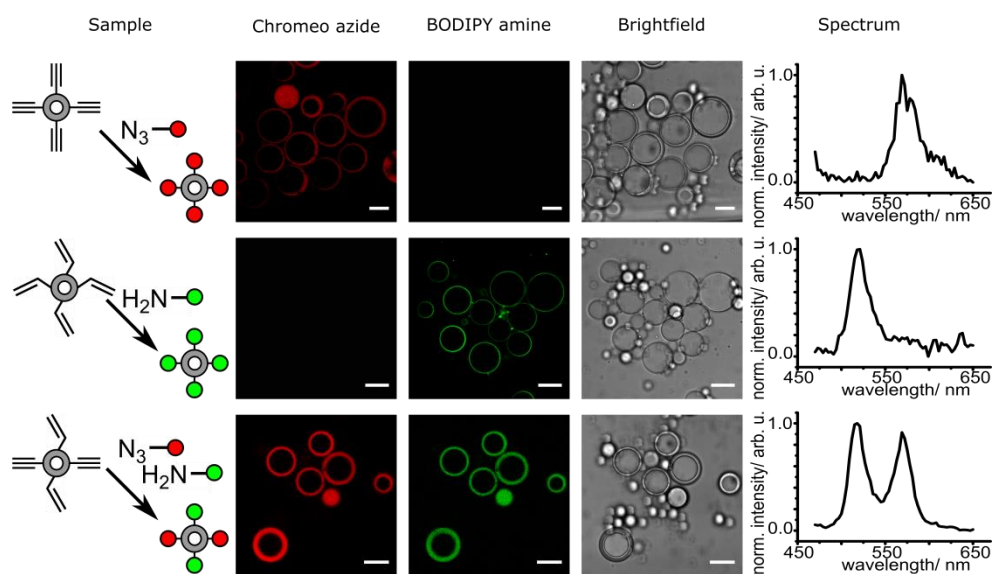 Sample Chromeo azide BODIPY amine Brightfield Spectrum
N₃
norm. intensity/ arb. u.
1.0
0.0
450 550 650
wavelength/ nm
H₂N
norm. intensity/ arb. u.
1.0
0.0
450 550 650
wavelength/ nm
N₃
H₂N
norm. intensity/ arb. u.
1.0
0.0
450 550 650
wavelength/ nm